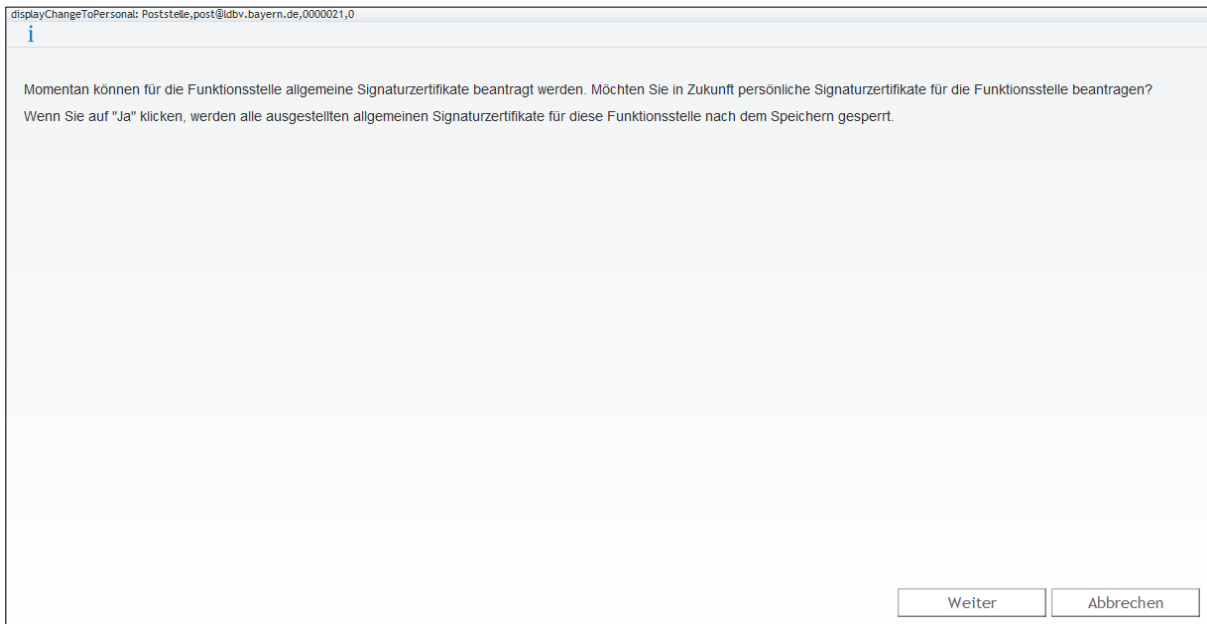 displayChangeToPersonal: Poststelle,post@ldbv.bayern.de,0000021,0
i
Momentan können für die Funktionsstelle allgemeine Signaturzertifikate beantragt werden. Möchten Sie in Zukunft persönliche Signaturzertifikate für die Funktionsstelle beantragen?
Wenn Sie auf "Ja" klicken, werden alle ausgestellten allgemeinen Signaturzertifikate für diese Funktionsstelle nach dem Speichern gesperrt.
Weiter Abbrechen